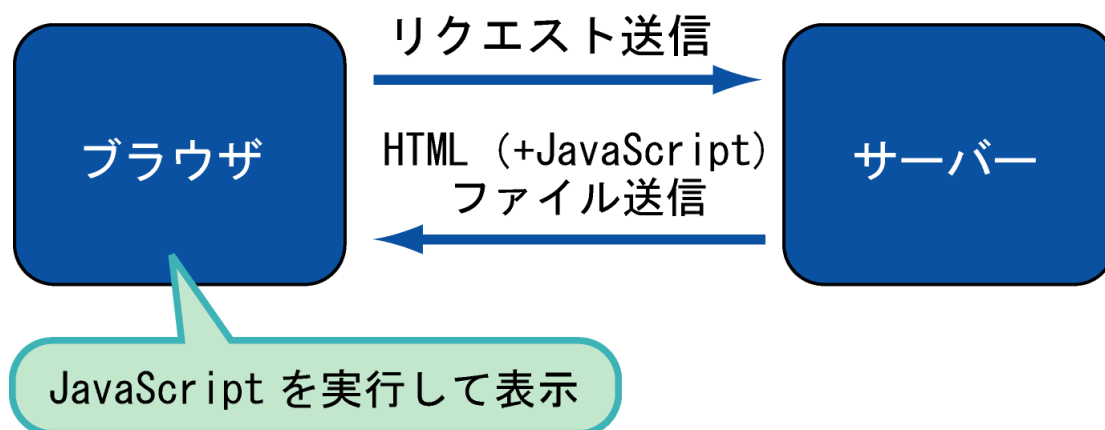 リクエスト送信
ブラウザ
HTML (+JavaScript)
ファイル送信
サーバー
JavaScript を実行して表示